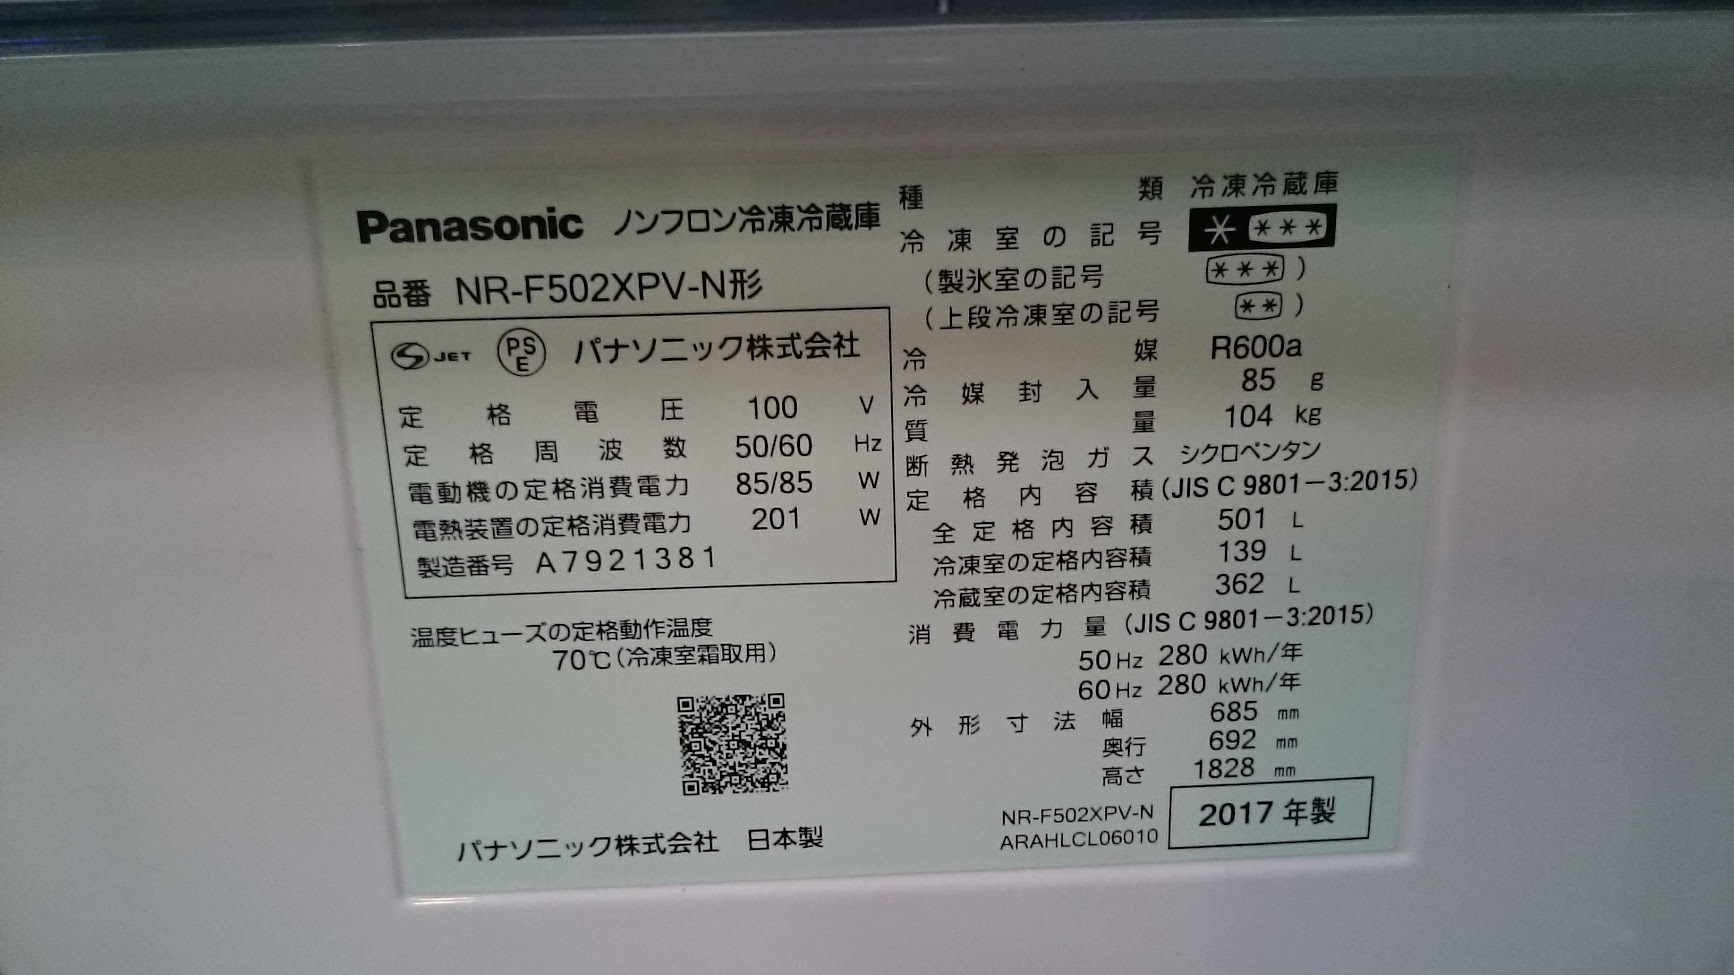 Panasonic ノンフロン冷凍冷蔵庫
品番 NR-F502XPV-N形
JET PSE パナソニック株式会社
定格電圧 100 V
定格周波数 50/60 Hz
電動機の定格消費電力 85/85 W
電熱装置の定格消費電力 201 W
製造番号 A7921381
温度ヒューズの定格動作温度
70℃(冷凍室霜取用)
パナソニック株式会社 日本製
種類 冷凍冷蔵庫
冷凍室の記号 * ***
(製氷室の記号 ***)
(上段冷凍室の記号 **)
冷媒 R600a
冷媒封入量 85 g
質量 104 kg
断熱発泡ガス シクロペンタン
定格内容積 (JIS C 9801-3:2015)
全定格内容積 501 L
冷凍室の定格内容積 139 L
冷蔵室の定格内容積 362 L
消費電力量 (JIS C 9801-3:2015)
50Hz 280 kWh/年
60Hz 280 kWh/年
外形寸法 幅 685 mm
奥行 692 mm
高さ 1828 mm
NR-F502XPV-N
ARAHLCL06010
2017年製